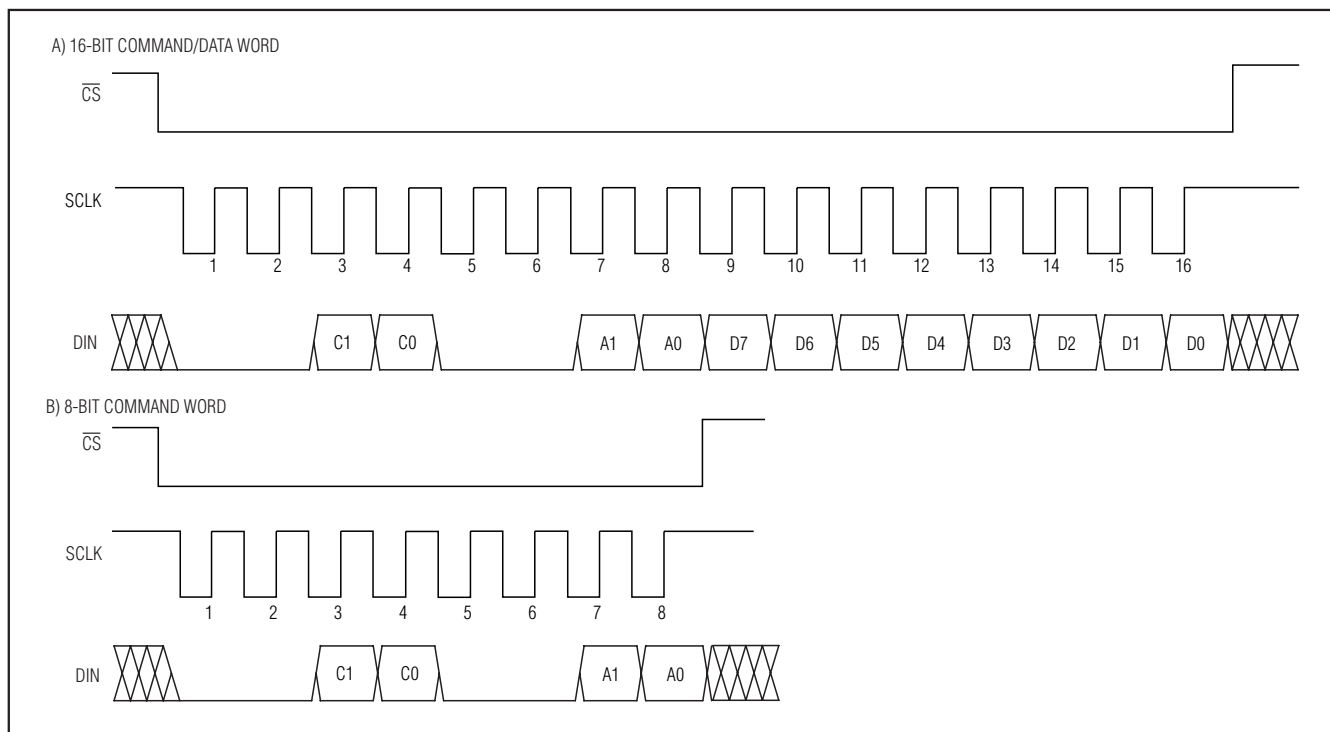 A) 16-BIT COMMAND/DATA WORD
CS
SCLK
1 2 3 4 5 6 7 8 9 10 11 12 13 14 15 16
DIN C1 C0 A1 A0 D7 D6 D5 D4 D3 D2 D1 D0
B) 8-BIT COMMAND WORD
CS
SCLK
1 2 3 4 5 6 7 8
DIN C1 C0 A1 A0